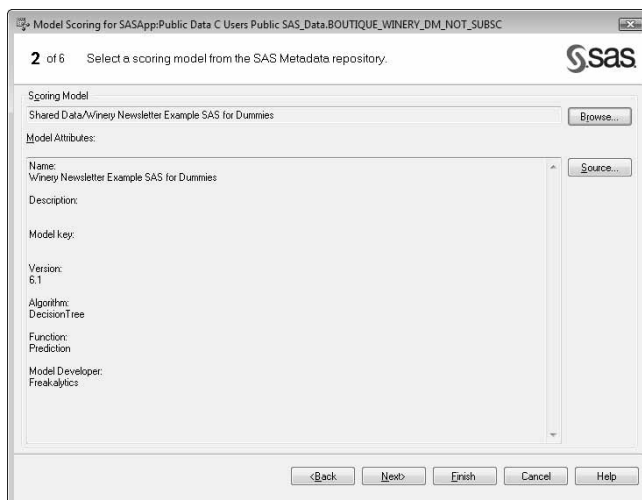 Model Scoring for SASApp:Public Data C Users Public SAS_Data.BOUTIQUE_WINERY_DM_NOT_SUBSC
2 of 6 Select a scoring model from the SAS Metadata repository.
sas
Scoring Model
Shared Data/Winery Newsletter Example SAS for Dummies
Browse...
Model Attributes:
Name:
Winery Newsletter Example SAS for Dummies
Source...
Description:
Model key:
Version:
6.1
Algorithm:
DecisionTree
Function:
Prediction
Model Developer:
Freakalytics
<Back Next> Finish Cancel Help